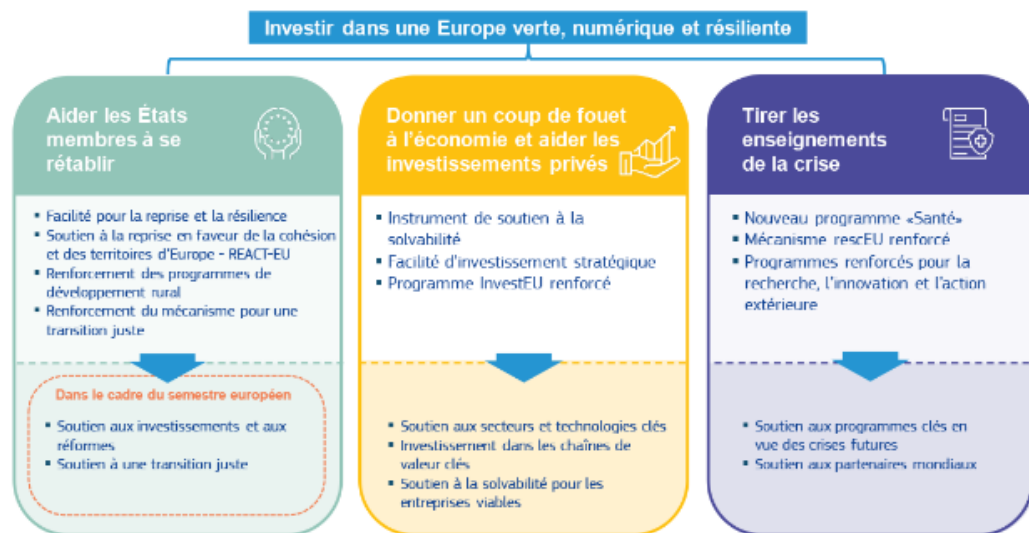 Investir dans une Europe verte, numérique et résiliente
Aider les États
membres à se
rétablir
▪ Facilité pour la reprise et la résilience
▪ Soutien à la reprise en faveur de la cohésion
et des territoires d'Europe - REACT-EU
▪ Renforcement des programmes de
développement rural
▪ Renforcement du mécanisme pour une
transition juste
Dans le cadre du semestre européen
▪ Soutien aux investissements et aux
réformes
▪ Soutien à une transition juste
Donner un coup de fouet
à l'économie et aider les
investissements privés
▪ Instrument de soutien à la
solvabilité
▪ Facilité d'investissement stratégique
▪ Programme InvestEU renforcé
▪ Soutien aux secteurs et technologies clés
▪ Investissement dans les chaînes de
valeur clés
▪ Soutien à la solvabilité pour les
entreprises viables
Tirer les
enseignements
de la crise
▪ Nouveau programme «Santé»
▪ Mécanisme rescEU renforcé
▪ Programmes renforcés pour la
recherche, l'innovation et l'action
extérieure
▪ Soutien aux programmes clés en
vue des crises futures
▪ Soutien aux partenaires mondiaux